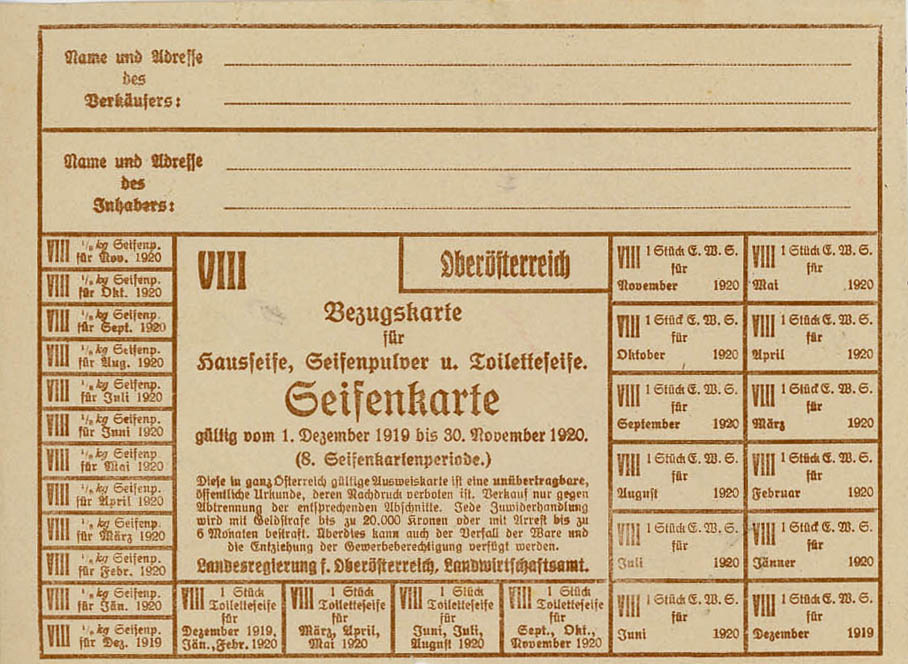 Name und Adresse
des
Verkäufers:
Name und Adresse
des
Inhabers:
VIII 1/8 kg Seifenp.
für Nov. 1920
VIII 1/8 kg Seifenp.
für Okt. 1920
VIII 1/8 kg Seifenp.
für Sept. 1920
VIII 1/8 kg Seifenp.
für Aug. 1920
VIII 1/8 kg Seifenp.
für Juli 1920
VIII 1/8 kg Seifenp.
für Juni 1920
VIII 1/8 kg Seifenp.
für Mai 1920
VIII 1/8 kg Seifenp.
für April 1920
VIII 1/8 kg Seifenp.
für März 1920
VIII 1/8 kg Seifenp.
für Febr. 1920
VIII 1/8 kg Seifenp.
für Jän. 1920
VIII 1/8 kg Seifenp.
für Dez. 1919
VIII
Oberösterreich
Bezugskarte
für
Hausseife, Seifenpulver u. Toiletteseife.
Seifenkarte
gültig vom 1. Dezember 1919 bis 30. November 1920.
(8. Seifenkartenperiode.)
Diese in ganz Österreich gültige Ausweiskarte ist eine unübertragbare,
öffentliche Urkunde, deren Nachdruck verboten ist. Verkauf nur gegen
Abtrennung der entsprechenden Abschnitte. Jede Zuwiderhandlung
wird mit Geldstrafe bis zu 20.000 Kronen oder mit Arrest bis zu
6 Monaten bestraft. Überdies kann auch der Verfall der Ware und
die Entziehung der Gewerbeberechtigung verfügt werden.
Landesregierung f. Oberösterreich, Landwirtschaftsamt.
VIII 1 Stück
Toiletteseife
für
Dezember 1919,
Jän., Febr. 1920
VIII 1 Stück
Toiletteseife
für
März, April,
Mai 1920
VIII 1 Stück
Toiletteseife
für
Juni, Juli,
August 1920
VIII 1 Stück
Toiletteseife
für
Sept., Okt.,
November 1920
VIII 1 Stück E. W. S.
für
November 1920
VIII 1 Stück E. W. S.
für
Mai 1920
VIII 1 Stück E. W. S.
für
Oktober 1920
VIII 1 Stück E. W. S.
für
April 1920
VIII 1 Stück E. W. S.
für
September 1920
VIII 1 Stück E. W. S.
für
März 1920
VIII 1 Stück E. W. S.
für
August 1920
VIII 1 Stück E. W. S.
für
Februar 1920
VIII 1 Stück E. W. S.
für
Juli 1920
VIII 1 Stück E. W. S.
für
Jänner 1920
VIII 1 Stück E. W. S.
für
Juni 1920
VIII 1 Stück E. W. S.
für
Dezember 1919